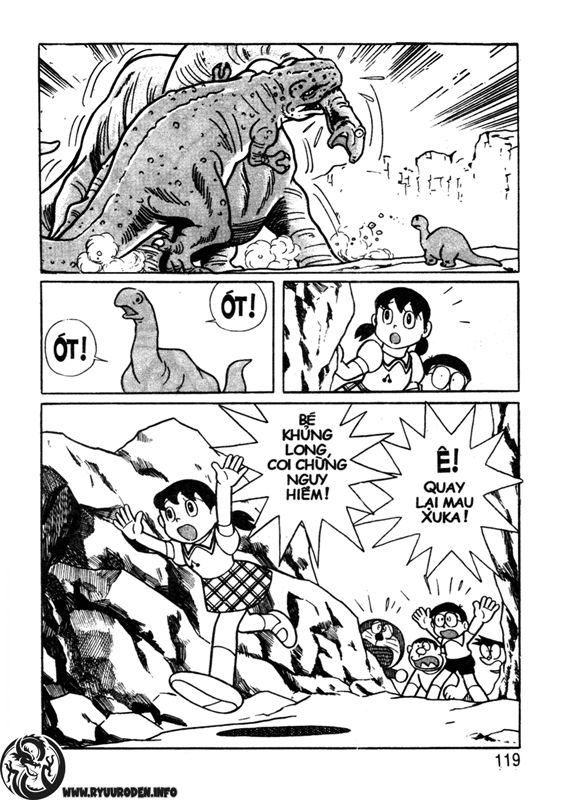 ÓT!
ÓT!
BÉ
KHỦNG
LONG,
COI CHỪNG
NGUY
HIỂM!
Ê!
QUAY
LẠI MAU
XUKA!
119
WWW.RYUURODEN.INFO